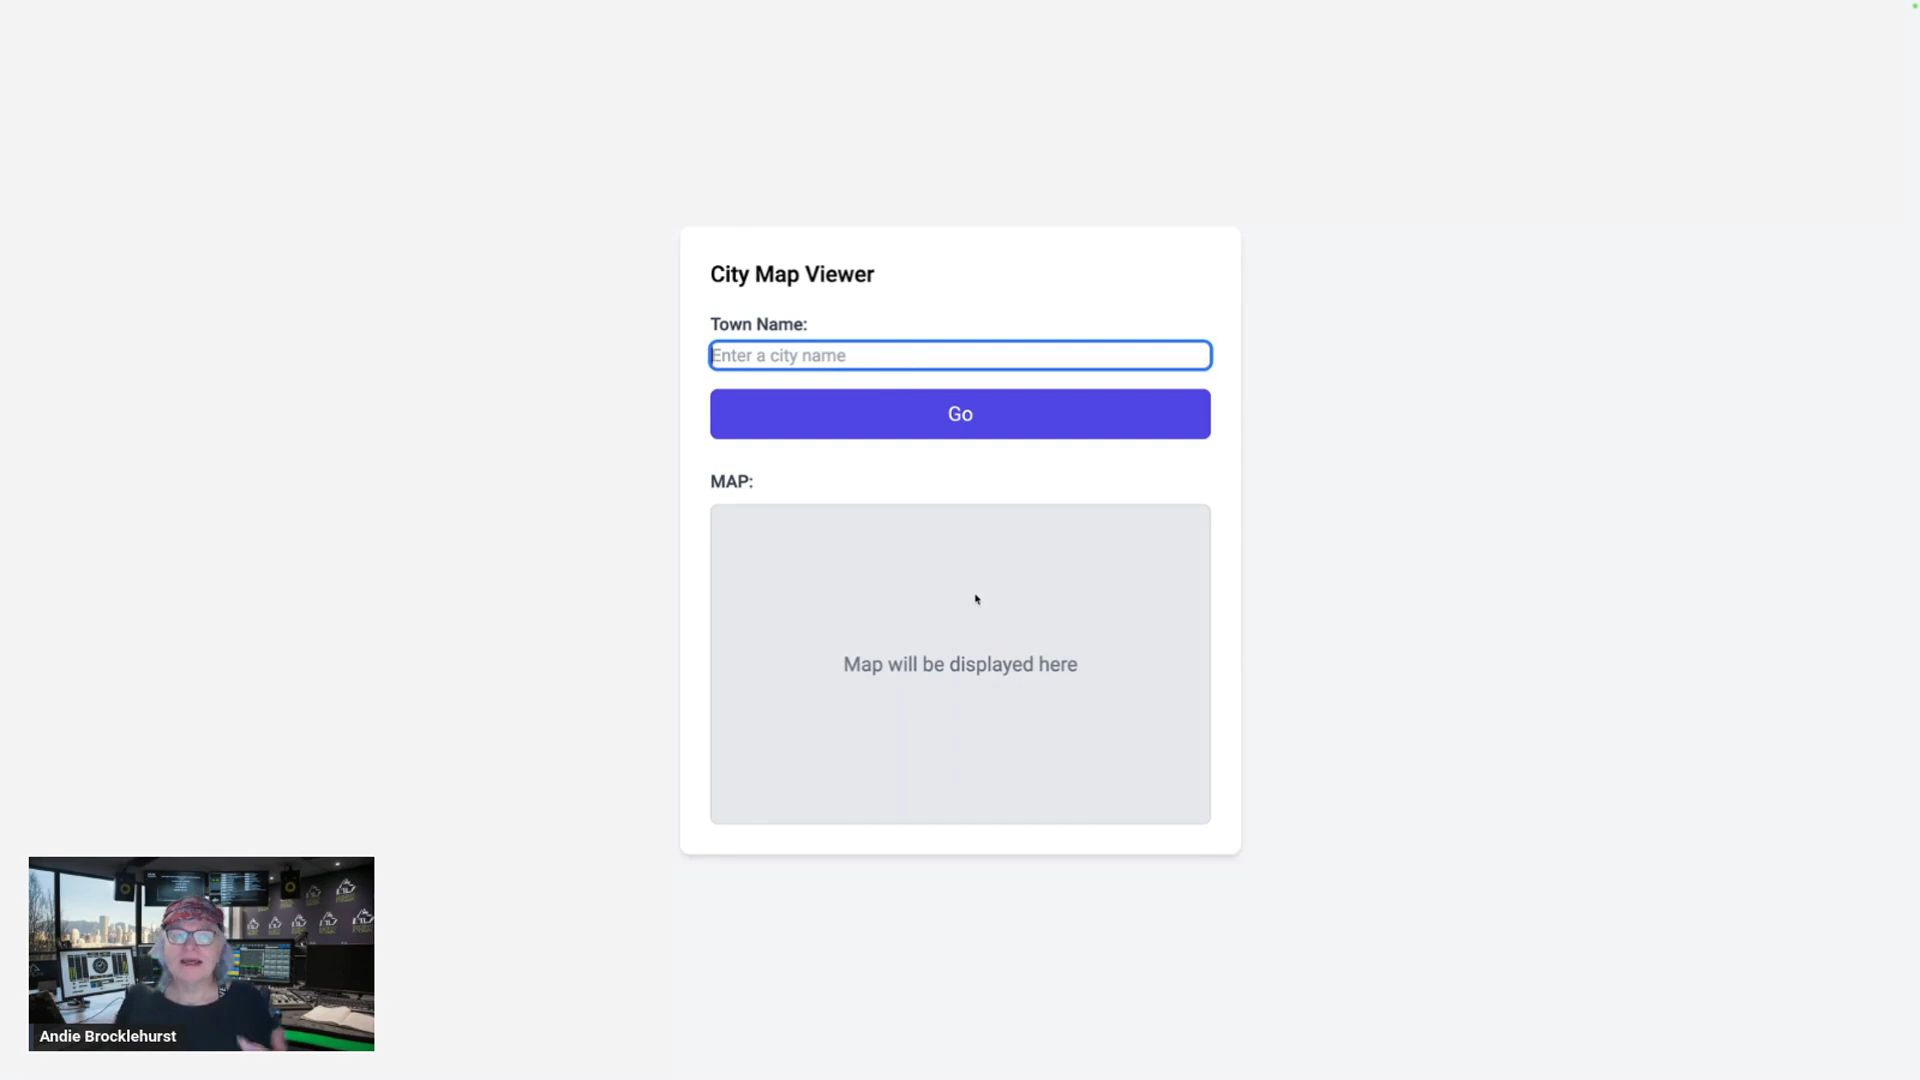 City Map Viewer
Town Name:
Enter a city name
Go
MAP:
Map will be displayed here
Andie Brocklehurst